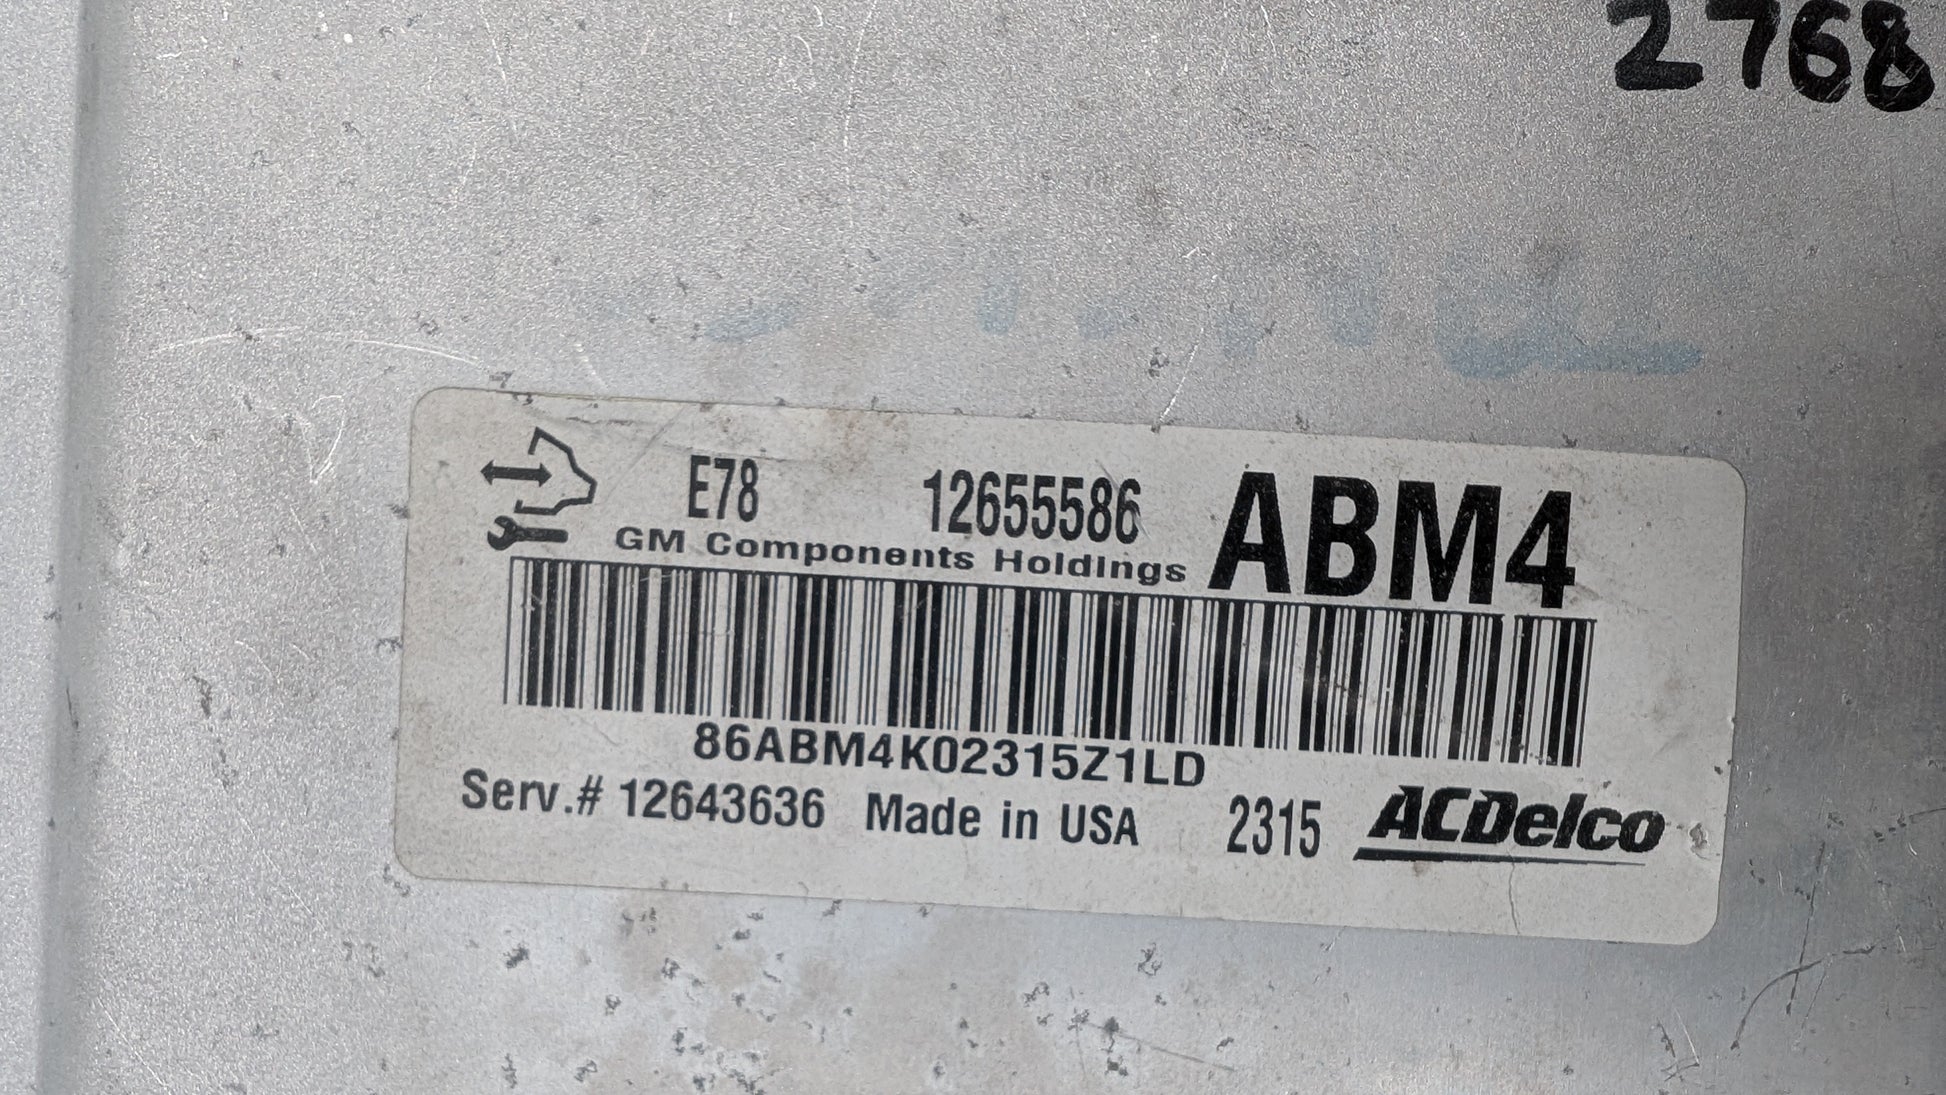 2768
E78 12655586 ABM4
GM Components Holdings
86ABM4K02315Z1LD
Serv.# 12643636 Made in USA 2315 ACDelco